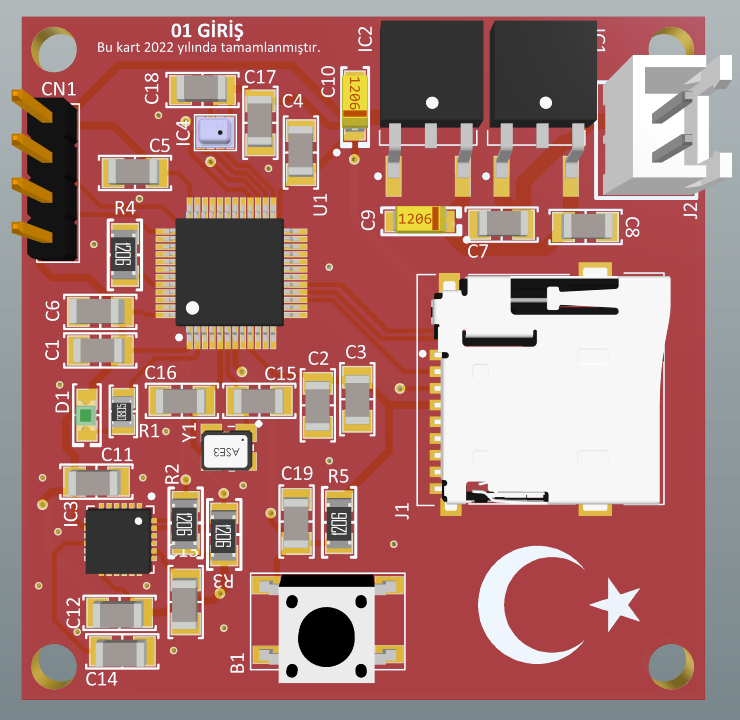 01 GİRİŞ
Bu kart 2022 yılında tamamlanmıştır.
IC2
IC1
CN1
C18
C17
C10
1206
C4
IC4
C5
U1
J2
R4
C9
1206
C7
C8
1206
C6
C1
C16
C15
C2
C3
D1
0805
R1
Y1
ASE3
C11
R2
IC3
C19
R5
J1
1206
1206
1206
R3
C12
C14
B1